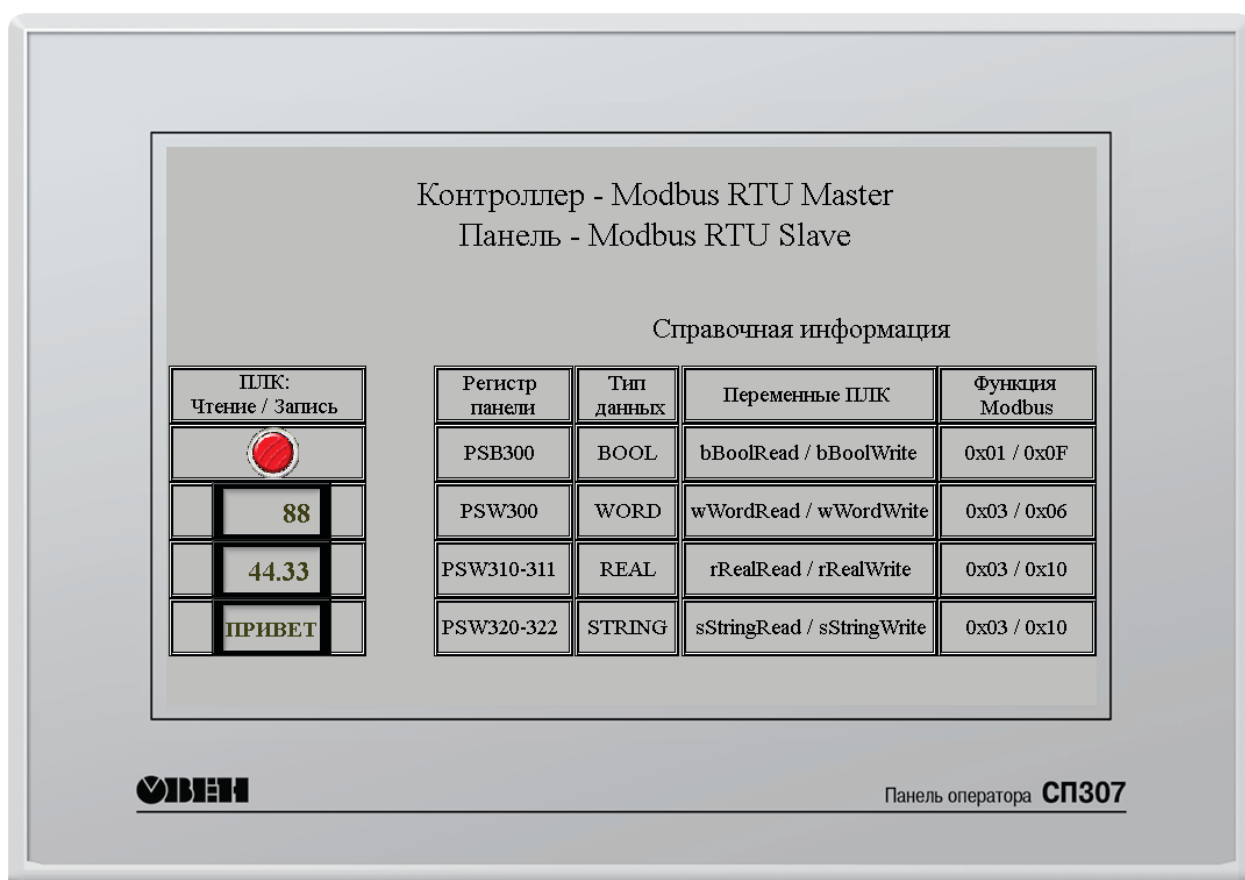 Контроллер - Modbus RTU Master
Панель - Modbus RTU Slave
Справочная информация
ПЛК:
Чтение / Запись
Регистр панели
Тип данных
Переменные ПЛК
Функция Modbus
PSB300 BOOL bBoolRead / bBoolWrite 0x01 / 0x0F
88 PSW300 WORD wWordRead / wWordWrite 0x03 / 0x06
44.33 PSW310-311 REAL rRealRead / rRealWrite 0x03 / 0x10
ПРИВЕТ PSW320-322 STRING sStringRead / sStringWrite 0x03 / 0x10
ОВЕН
Панель оператора СП307